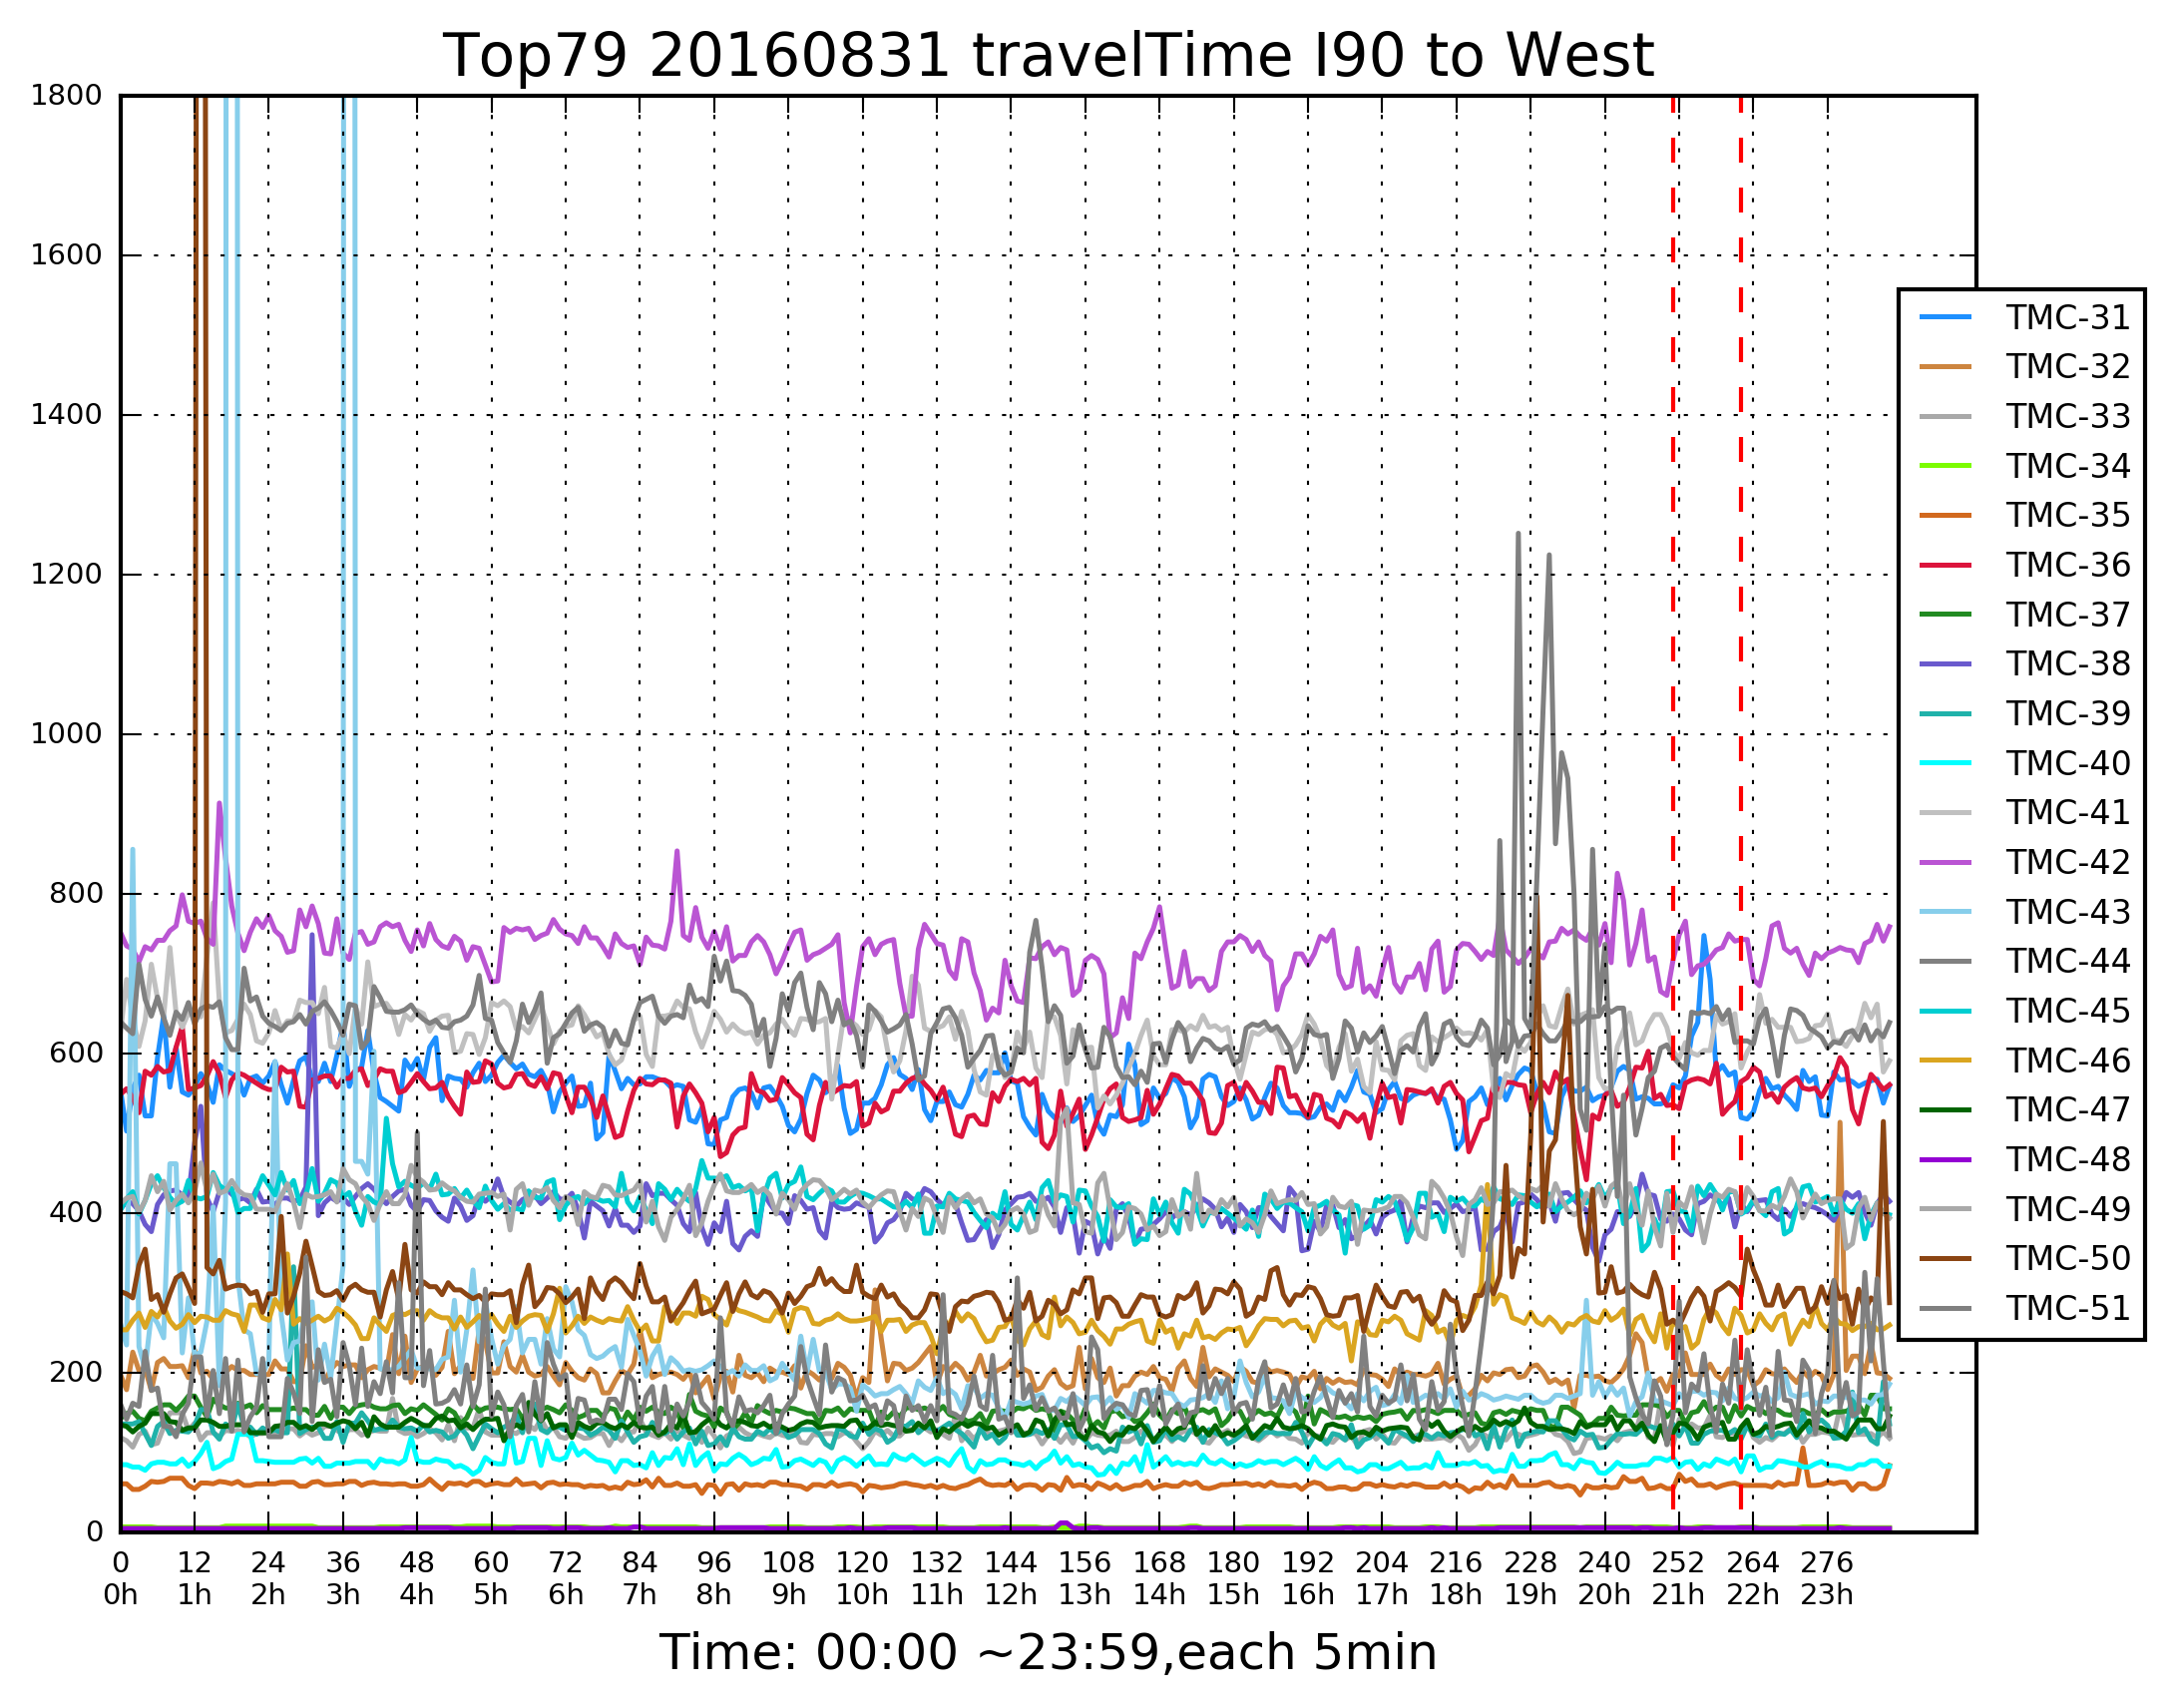 Top79 20160831 travelTime I90 to West
1800
1600
1400
1200
1000
800
600
400
200
0
0 12 24 36 48 60 72 84 96 108 120 132 144 156 168 180 192 204 216 228 240 252 264 276
0h 1h 2h 3h 4h 5h 6h 7h 8h 9h 10h 11h 12h 13h 14h 15h 16h 17h 18h 19h 20h 21h 22h 23h
Time: 00:00 ~23:59,each 5min
TMC-31
TMC-32
TMC-33
TMC-34
TMC-35
TMC-36
TMC-37
TMC-38
TMC-39
TMC-40
TMC-41
TMC-42
TMC-43
TMC-44
TMC-45
TMC-46
TMC-47
TMC-48
TMC-49
TMC-50
TMC-51